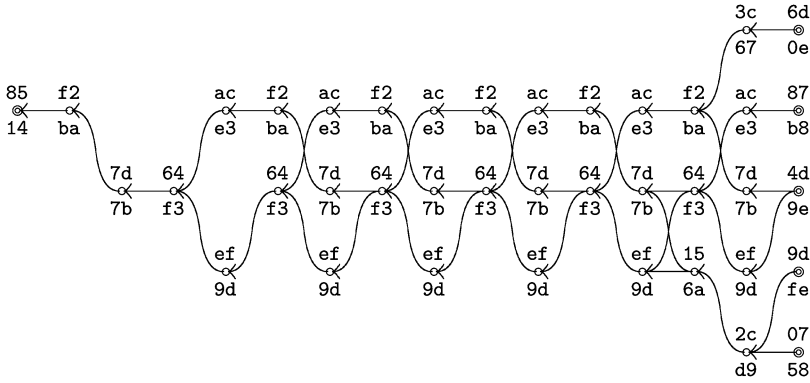 3c 6d
67 0e
85 f2 ac f2 ac f2 ac f2 ac f2 ac f2 ac 87
14 ba e3 ba e3 ba e3 ba e3 ba e3 ba e3 b8
7d 64 64 7d 64 7d 64 7d 64 7d 64 7d 4d
7b f3 f3 7b f3 7b f3 7b f3 7b f3 7b 9e
ef ef ef ef ef 15 ef 9d
9d 9d 9d 9d 9d 6a 9d fe
2c 07
d9 58